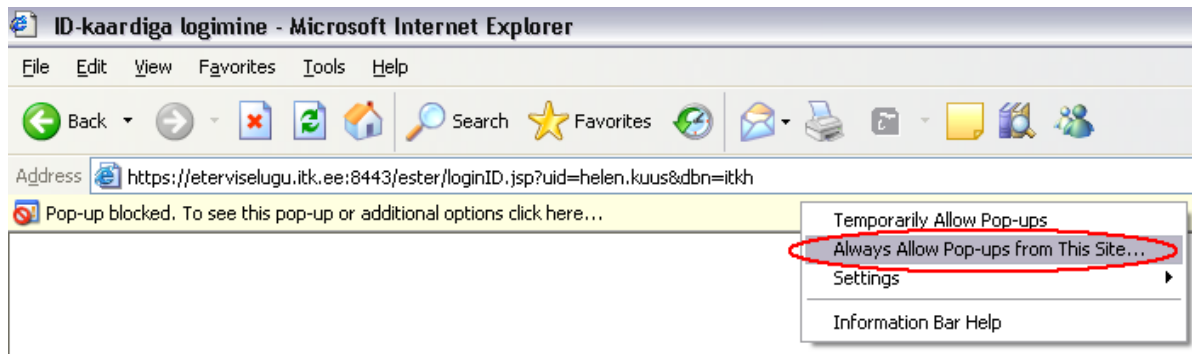 ID-kaardiga logimine - Microsoft Internet Explorer
File Edit View Favorites Tools Help
Back Search Favorites
Address https://eterviselugu.itk.ee:8443/ester/loginID.jsp?uid=helen.kuus&dbn=itkh
Pop-up blocked. To see this pop-up or additional options click here...
Temporarily Allow Pop-ups
Always Allow Pop-ups from This Site...
Settings
Information Bar Help